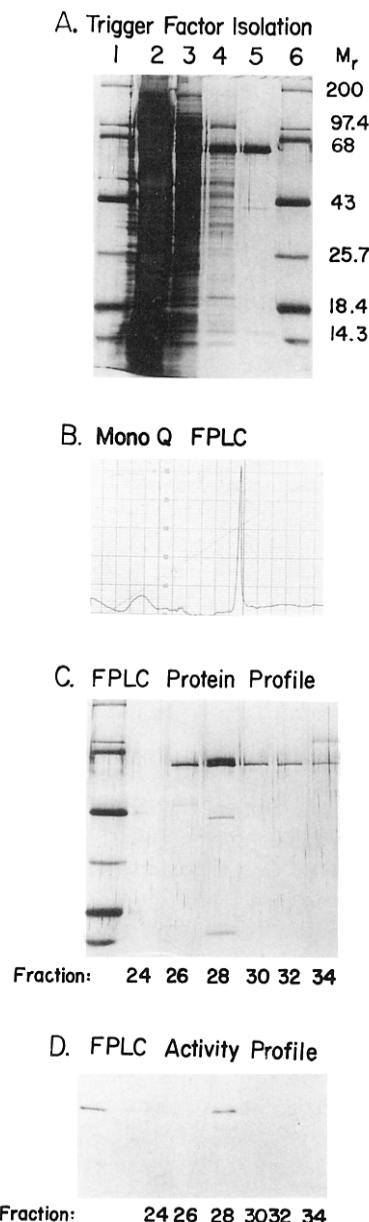 A. Trigger Factor Isolation
1 2 3 4 5 6 Mr
200
97.4
68
43
25.7
18.4
14.3
B. Mono Q FPLC
C. FPLC Protein Profile
Fraction: 24 26 28 30 32 34
D. FPLC Activity Profile
Fraction: 24 26 28 30 32 34